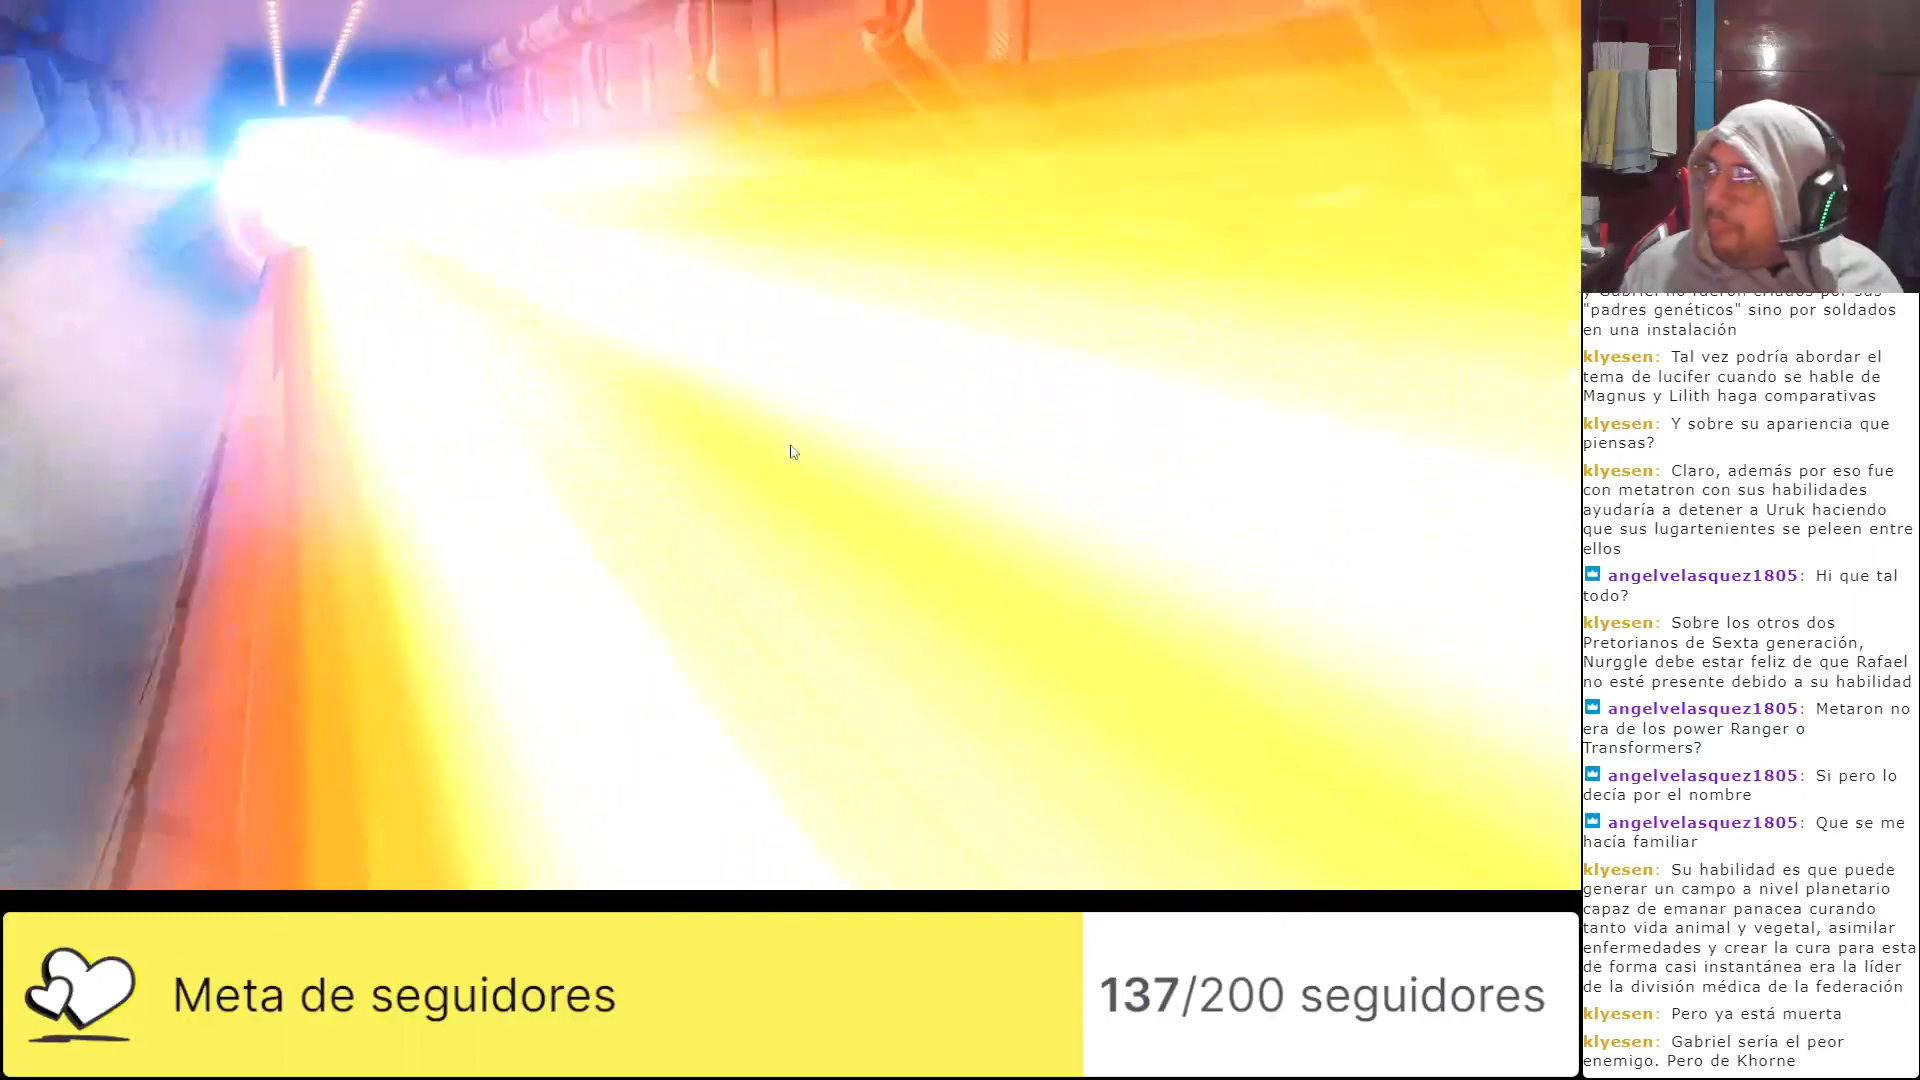 y Gabriel no fueron criados por sus
"padres genéticos" sino por soldados
en una instalación
klyesen: Tal vez podría abordar el
tema de lucifer cuando se hable de
Magnus y Lilith haga comparativas
klyesen: Y sobre su apariencia que
piensas?
klyesen: Claro, además por eso fue
con metatron con sus habilidades
ayudaría a detener a Uruk haciendo
que sus lugartenientes se peleen entre
ellos
angelvelasquez1805: Hi que tal
todo?
klyesen: Sobre los otros dos
Pretorianos de Sexta generación,
Nurggle debe estar feliz de que Rafael
no esté presente debido a su habilidad
angelvelasquez1805: Metaron no
era de los power Ranger o
Transformers?
angelvelasquez1805: Si pero lo
decía por el nombre
angelvelasquez1805: Que se me
hacía familiar
klyesen: Su habilidad es que puede
generar un campo a nivel planetario
capaz de emanar panacea curando
tanto vida animal y vegetal, asimilar
enfermedades y crear la cura para esta
de forma casi instantánea era la líder
de la división médica de la federación
klyesen: Pero ya está muerta
klyesen: Gabriel sería el peor
enemigo. Pero de Khorne
Meta de seguidores
137/200 seguidores